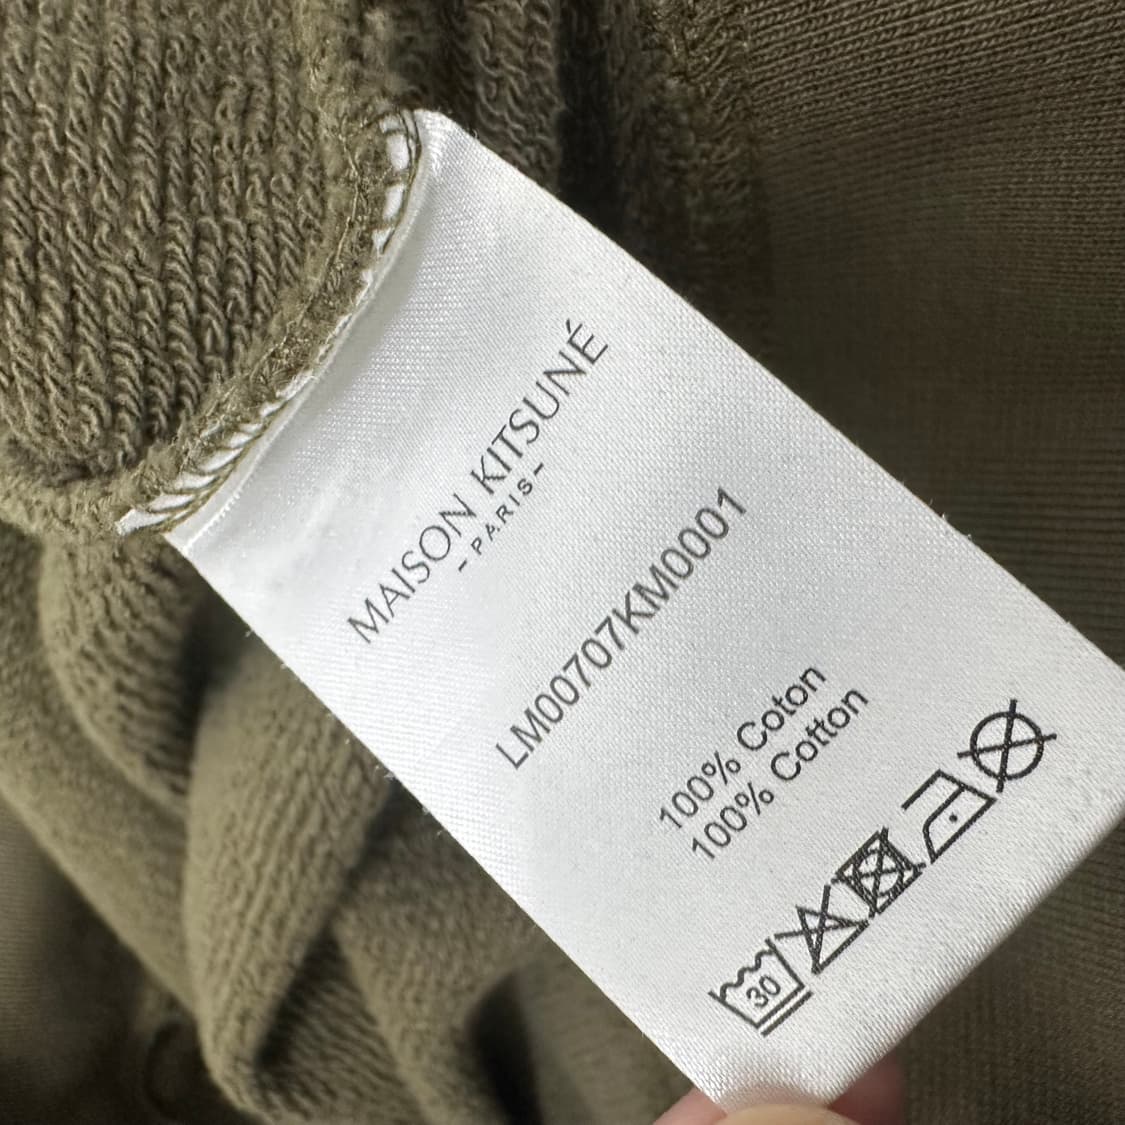 MAISON KITSUNÉ
-PARIS-
LM00707KM0001
100% Coton
100% Cotton
30